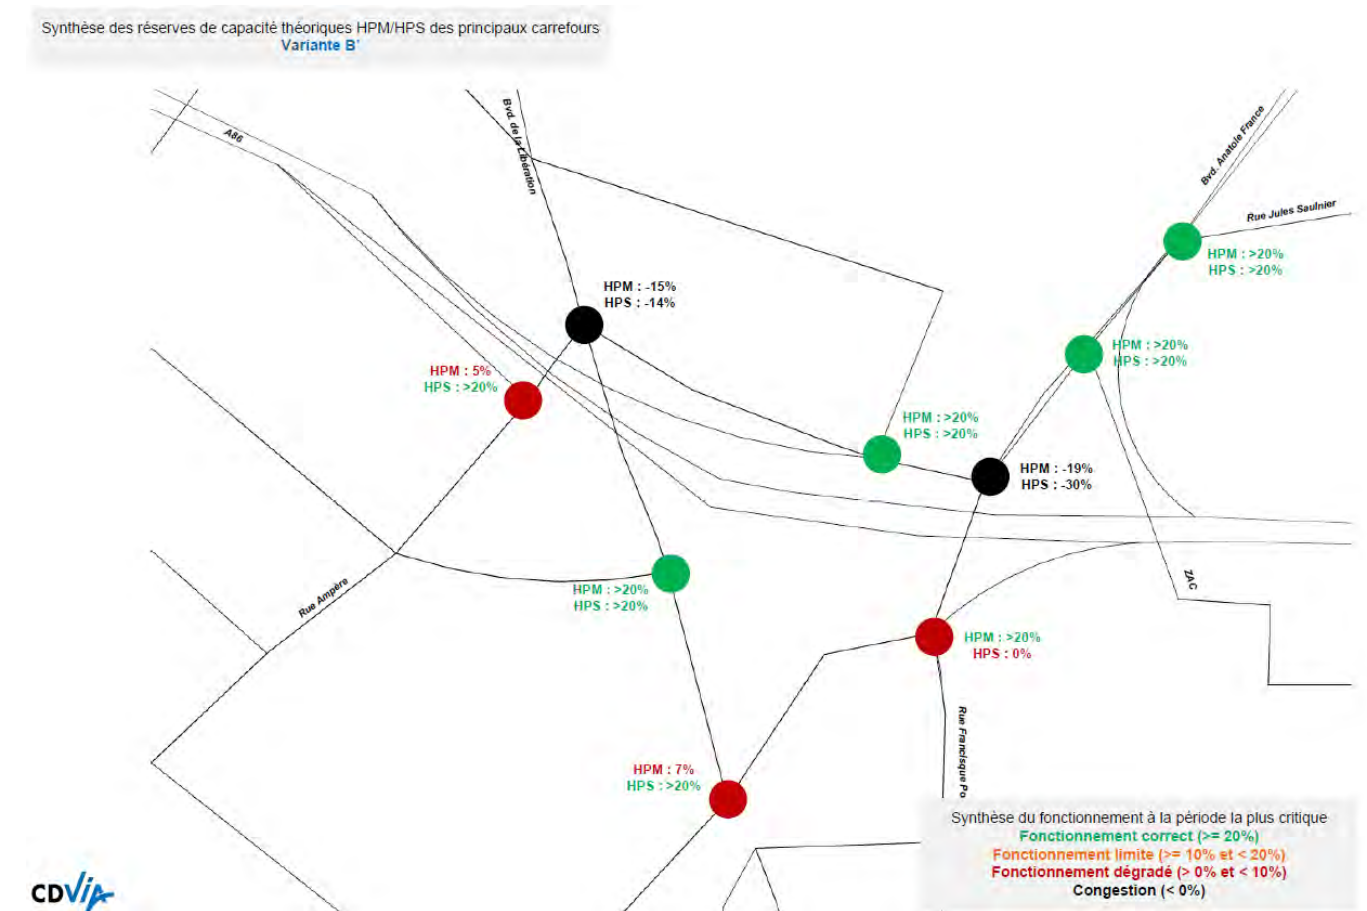 Synthèse des réserves de capacité théoriques HPM/HPS des principaux carrefours
Variante B'
A86
Bvd. de la Libération
Bvd. Anatole France
Rue Jules Saulnier
HPM : >20%
HPS : >20%
HPM : -15%
HPS : -14%
HPM : >20%
HPS : >20%
HPM : 5%
HPS : >20%
HPM : >20%
HPS : >20%
HPM : -19%
HPS : -30%
ZAC
HPM : >20%
HPS : >20%
Rue Ampère
HPM : >20%
HPS : 0%
Rue Francisque Po
HPM : 7%
HPS : >20%
Synthèse du fonctionnement à la période la plus critique
Fonctionnement correct (>= 20%)
Fonctionnement limite (>= 10% et < 20%)
Fonctionnement dégradé (> 0% et < 10%)
Congestion (< 0%)
CDVIA